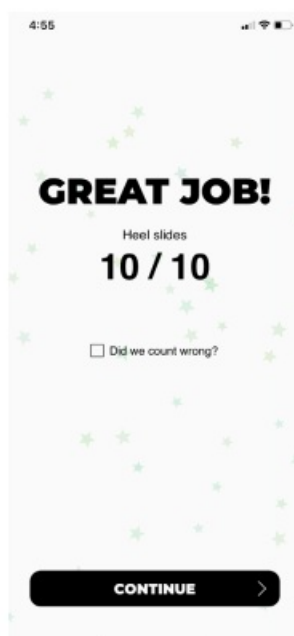 4:55
GREAT JOB!
Heel slides
10 / 10
Did we count wrong?
CONTINUE